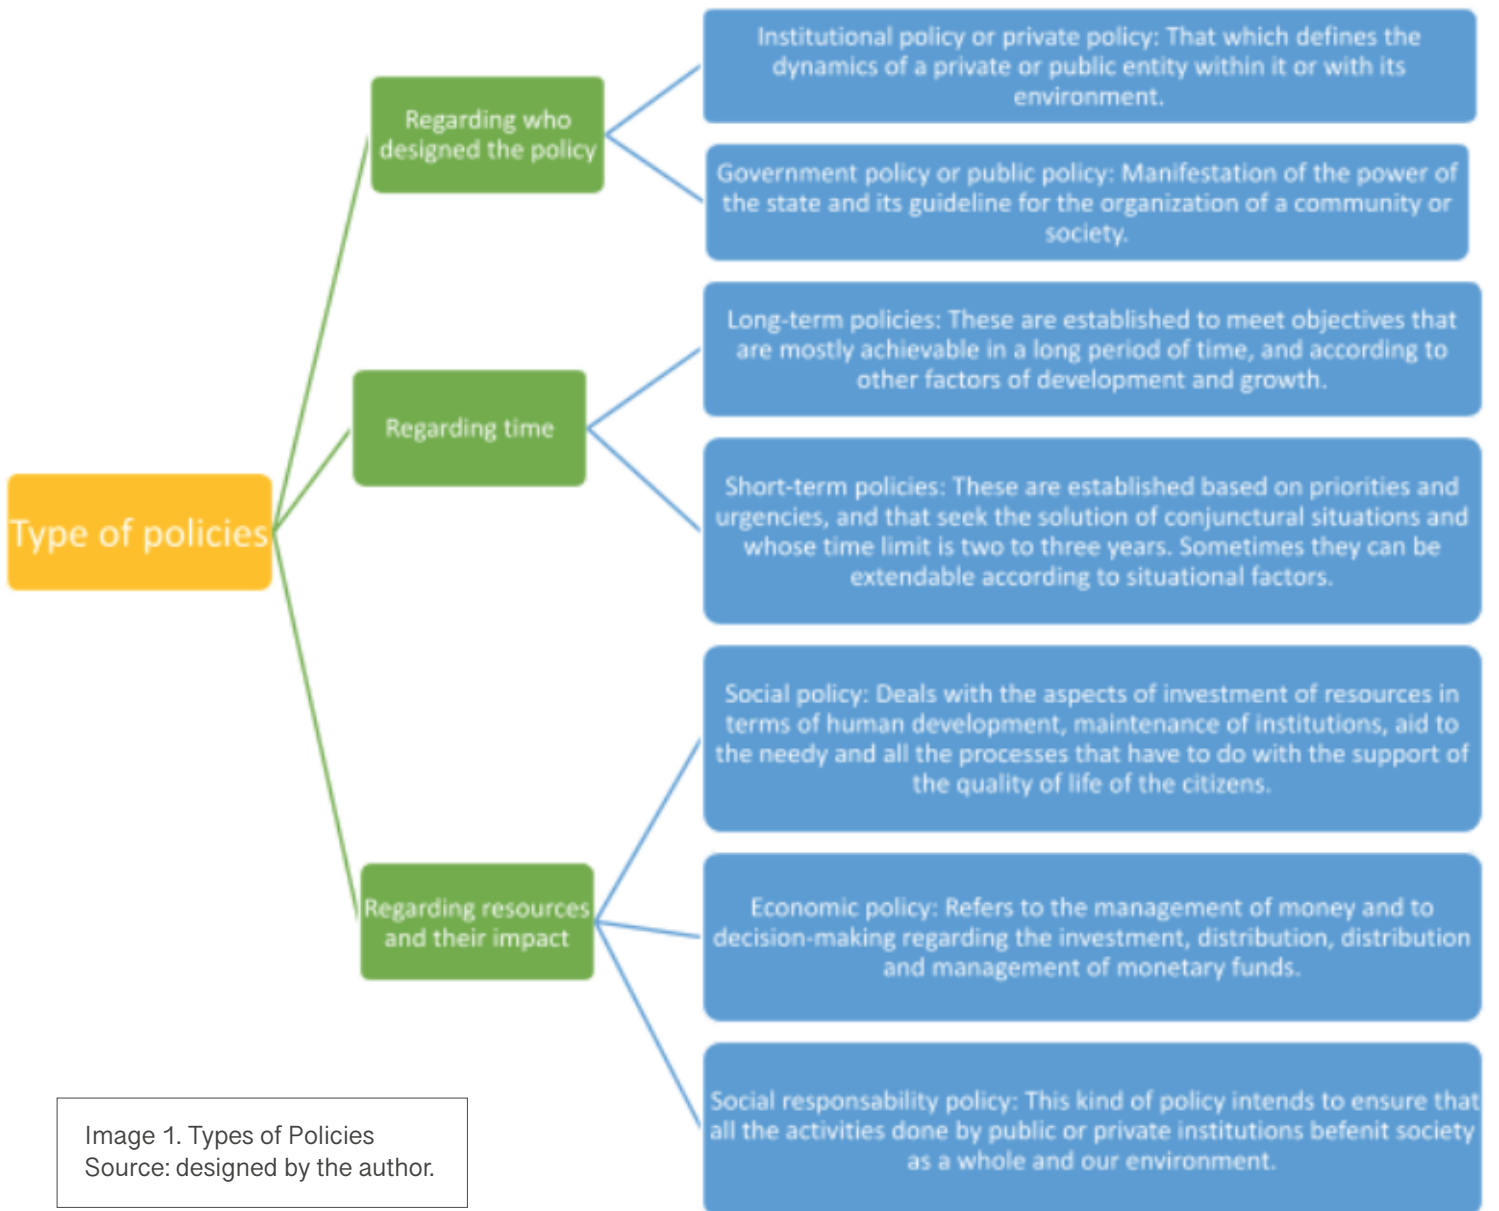 Type of policies
Regarding who
designed the policy
Institutional policy or private policy: That which defines the
dynamics of a private or public entity within it or with its
environment.
Government policy or public policy: Manifestation of the power of
the state and its guideline for the organization of a community or
society.
Regarding time
Long-term policies: These are established to meet objectives that
are mostly achievable in a long period of time, and according to
other factors of development and growth.
Short-term policies: These are established based on priorities and
urgencies, and that seek the solution of conjunctural situations and
whose time limit is two to three years. Sometimes they can be
extendable according to situational factors.
Regarding resources
and their impact
Social policy: Deals with the aspects of investment of resources in
terms of human development, maintenance of institutions, aid to
the needy and all the processes that have to do with the support of
the quality of life of the citizens.
Economic policy: Refers to the management of money and to
decision-making regarding the investment, distribution, distribution
and management of monetary funds.
Social responsability policy: This kind of policy intends to ensure that
all the activities done by public or private institutions befenit society
as a whole and our environment.
Image 1. Types of Policies
Source: designed by the author.